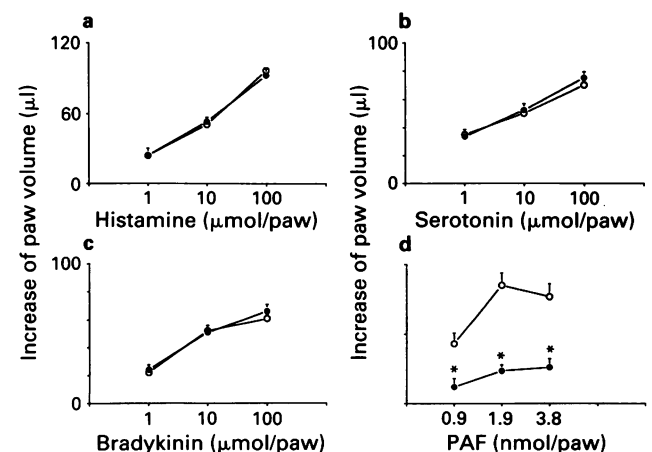 a
120
60
0
Increase of paw volume (μl)
1 10 100
Histamine (μmol/paw)
b
100
0
Increase of paw volume (μl)
1 10 100
Serotonin (μmol/paw)
c
100
0
1 10 100
Bradykinin (μmol/paw)
d
* * *
0.9 1.9 3.8
PAF (nmol/paw)